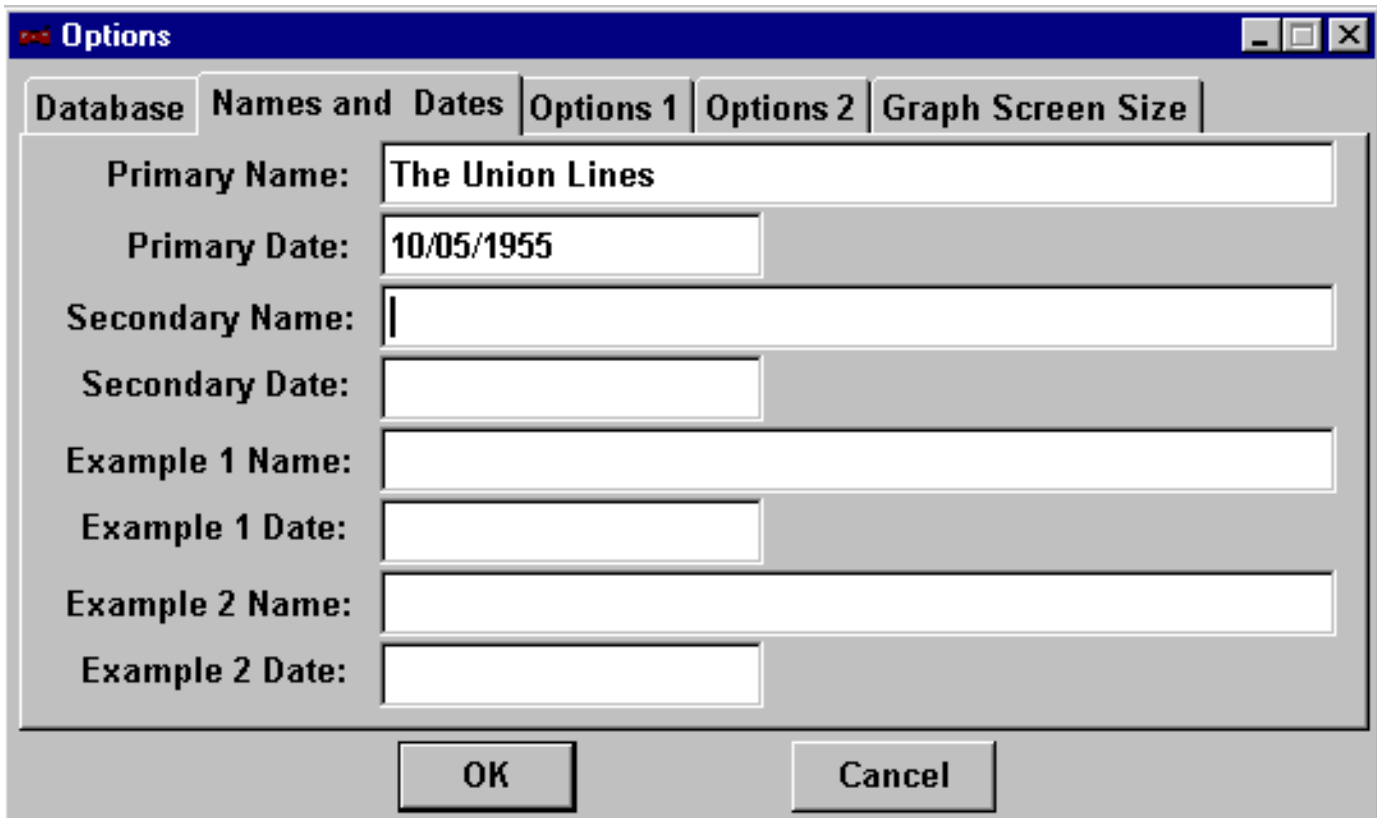 Options
Database Names and Dates Options 1 Options 2 Graph Screen Size
Primary Name: The Union Lines
Primary Date: 10/05/1955
Secondary Name:
Secondary Date:
Example 1 Name:
Example 1 Date:
Example 2 Name:
Example 2 Date:
OK Cancel